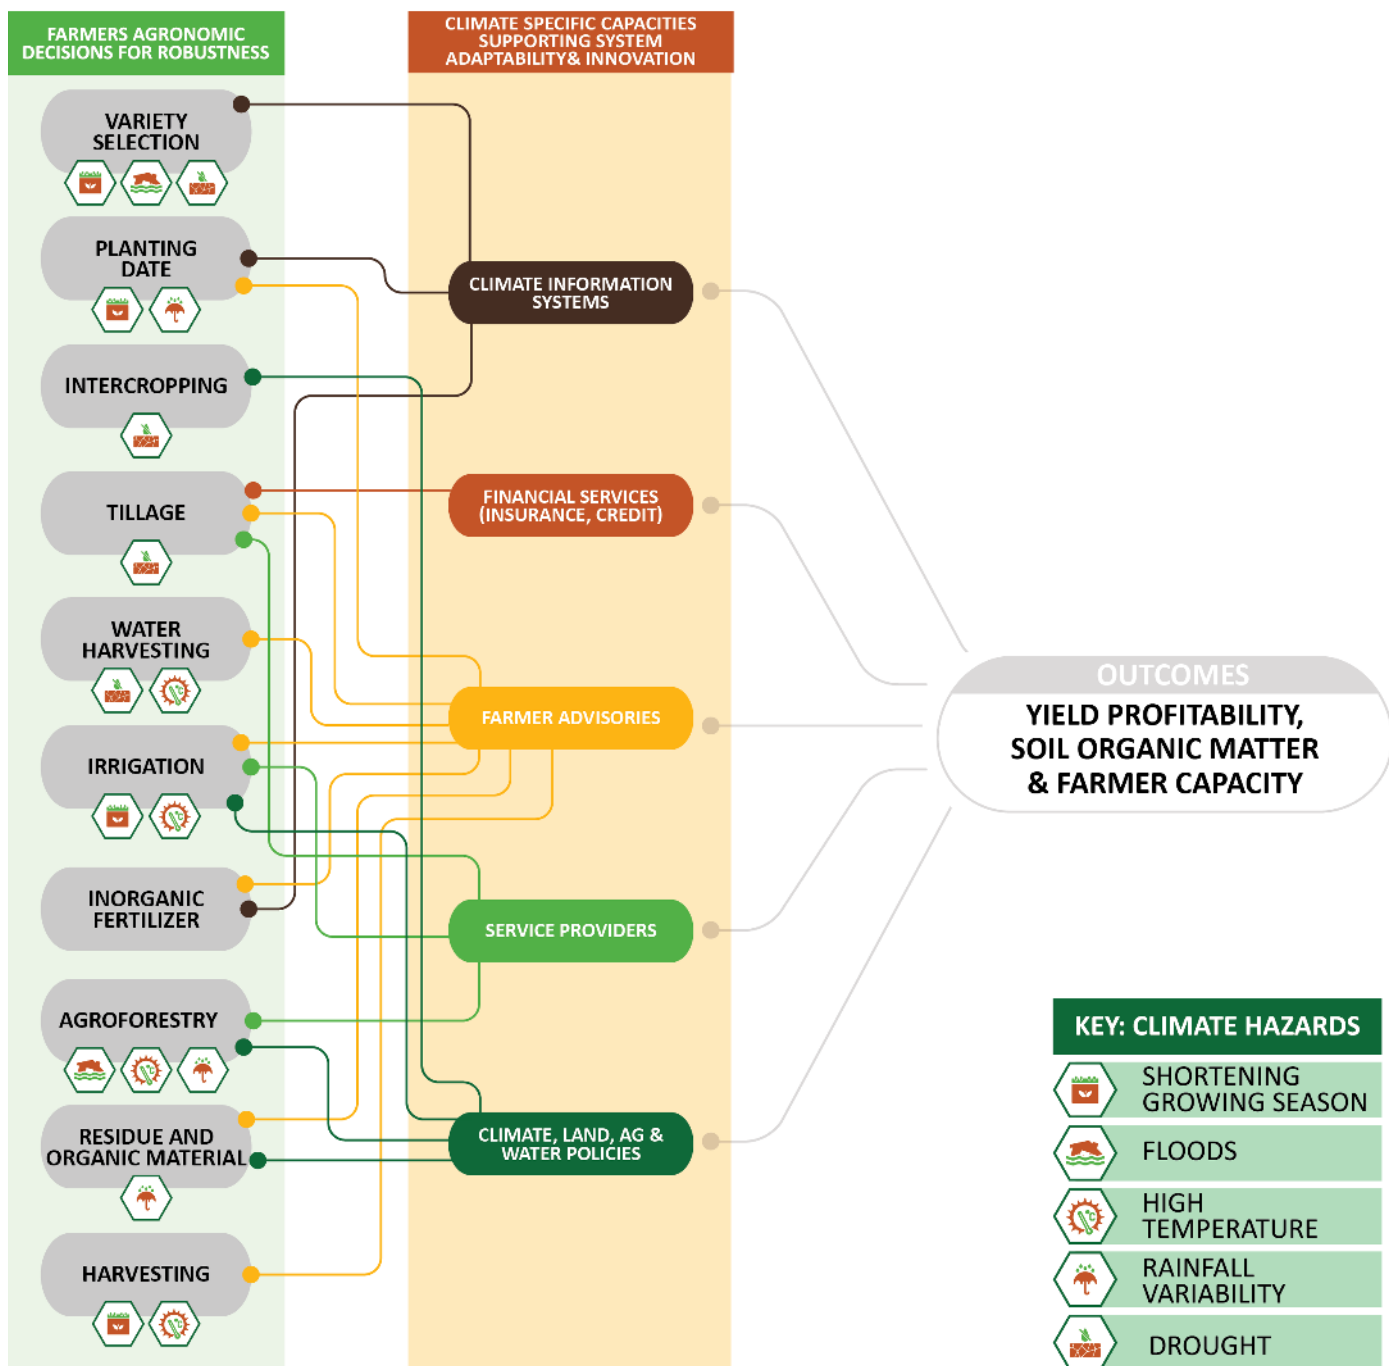 FARMERS AGRONOMIC
DECISIONS FOR ROBUSTNESS
CLIMATE SPECIFIC CAPACITIES
SUPPORTING SYSTEM
ADAPTABILITY& INNOVATION
VARIETY
SELECTION
PLANTING
DATE
INTERCROPPING
TILLAGE
WATER
HARVESTING
IRRIGATION
INORGANIC
FERTILIZER
AGROFORESTRY
RESIDUE AND
ORGANIC MATERIAL
HARVESTING
CLIMATE INFORMATION
SYSTEMS
FINANCIAL SERVICES
(INSURANCE, CREDIT)
FARMER ADVISORIES
SERVICE PROVIDERS
CLIMATE, LAND, AG &
WATER POLICIES
OUTCOMES
YIELD PROFITABILITY,
SOIL ORGANIC MATTER
& FARMER CAPACITY
KEY: CLIMATE HAZARDS
SHORTENING
GROWING SEASON
FLOODS
HIGH
TEMPERATURE
RAINFALL
VARIABILITY
DROUGHT